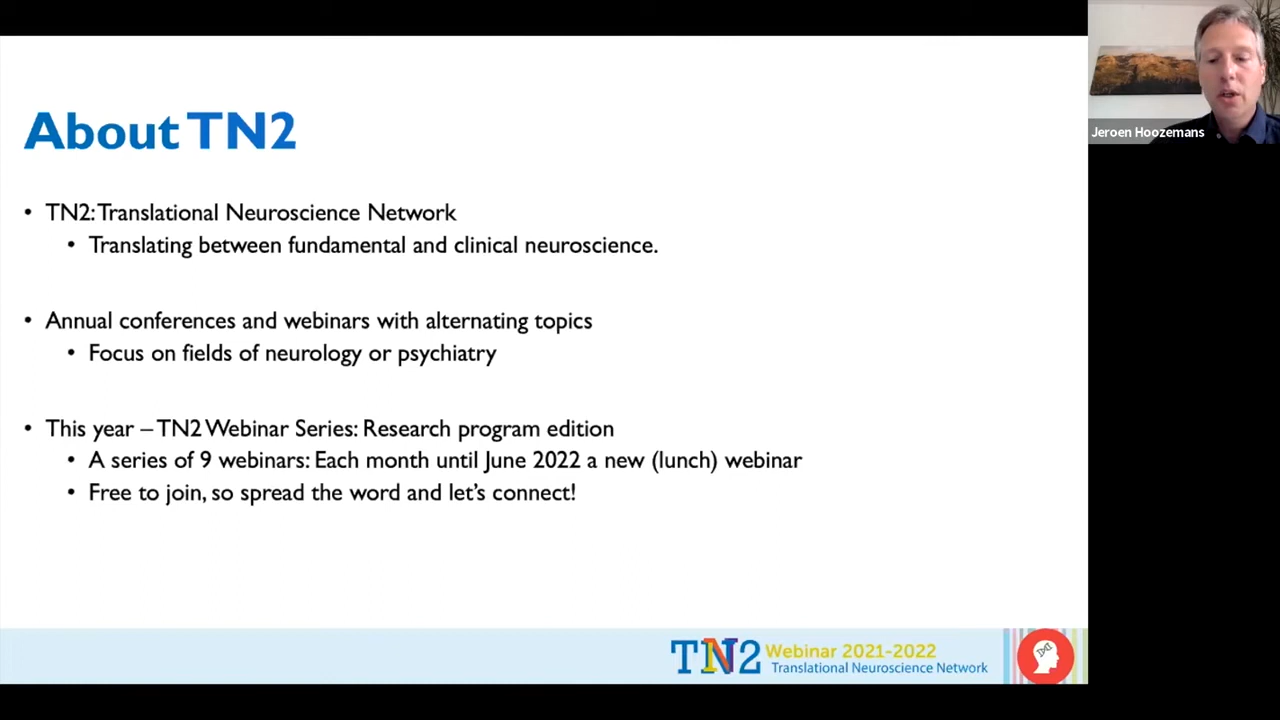 About TN2
• TN2: Translational Neuroscience Network
• Translating between fundamental and clinical neuroscience.
• Annual conferences and webinars with alternating topics
• Focus on fields of neurology or psychiatry
• This year – TN2 Webinar Series: Research program edition
• A series of 9 webinars: Each month until June 2022 a new (lunch) webinar
• Free to join, so spread the word and let's connect!
TN2 Webinar 2021-2022
Translational Neuroscience Network
Jeroen Hoozemans